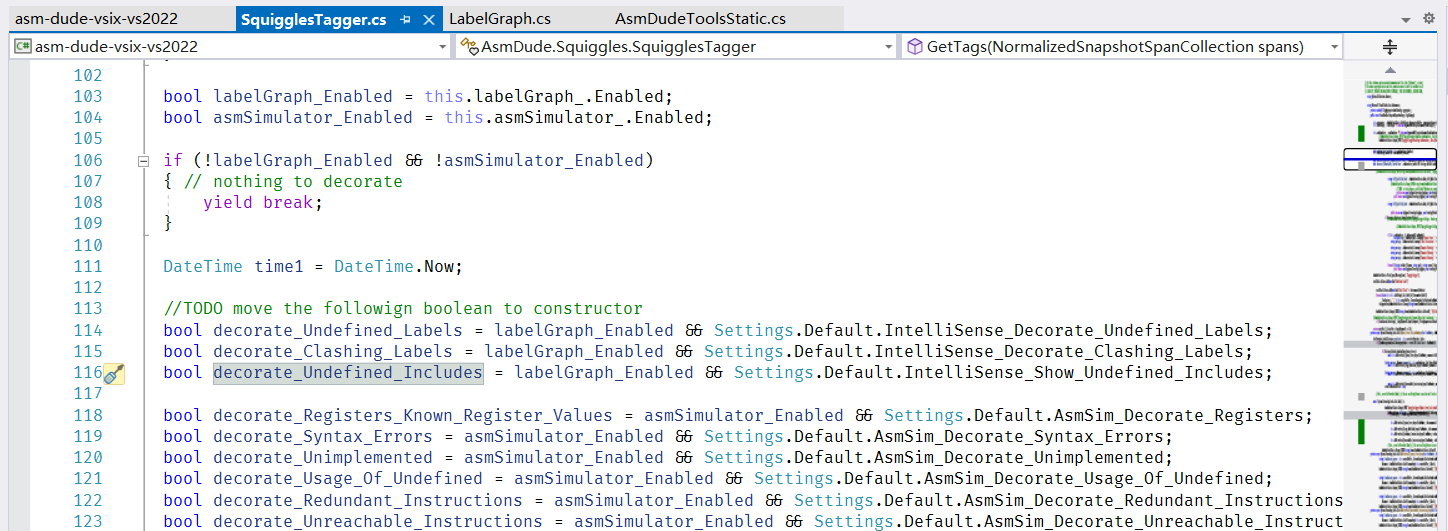 asm-dude-vsix-vs2022 SquigglesTagger.cs LabelGraph.cs AsmDudeToolsStatic.cs
C# asm-dude-vsix-vs2022 AsmDude.Squiggles.SquigglesTagger GetTags(NormalizedSnapshotSpanCollection spans)
102
103 bool labelGraph_Enabled = this.labelGraph_.Enabled;
104 bool asmSimulator_Enabled = this.asmSimulator_.Enabled;
105
106 if (!labelGraph_Enabled && !asmSimulator_Enabled)
107 { // nothing to decorate
108 yield break;
109 }
110
111 DateTime time1 = DateTime.Now;
112
113 //TODO move the followign boolean to constructor
114 bool decorate_Undefined_Labels = labelGraph_Enabled && Settings.Default.IntelliSense_Decorate_Undefined_Labels;
115 bool decorate_Clashing_Labels = labelGraph_Enabled && Settings.Default.IntelliSense_Decorate_Clashing_Labels;
116 bool decorate_Undefined_Includes = labelGraph_Enabled && Settings.Default.IntelliSense_Show_Undefined_Includes;
117
118 bool decorate_Registers_Known_Register_Values = asmSimulator_Enabled && Settings.Default.AsmSim_Decorate_Registers;
119 bool decorate_Syntax_Errors = asmSimulator_Enabled && Settings.Default.AsmSim_Decorate_Syntax_Errors;
120 bool decorate_Unimplemented = asmSimulator_Enabled && Settings.Default.AsmSim_Decorate_Unimplemented;
121 bool decorate_Usage_Of_Undefined = asmSimulator_Enabled && Settings.Default.AsmSim_Decorate_Usage_Of_Undefined;
122 bool decorate_Redundant_Instructions = asmSimulator_Enabled && Settings.Default.AsmSim_Decorate_Redundant_Instructions
123 bool decorate_Unreachable_Instructions = asmSimulator_Enabled && Settings.Default.AsmSim_Decorate_Unreachable_Instruct